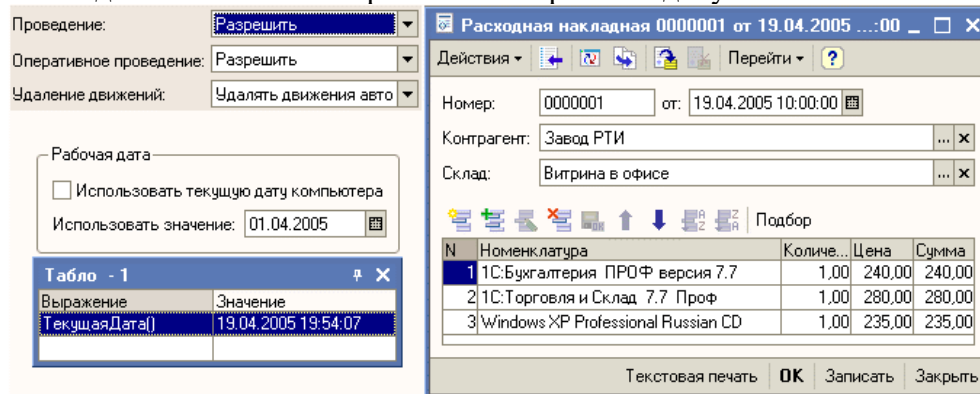 Проведение: Разрешить
Оперативное проведение: Разрешить
Удаление движений: Удалять движения авто
Рабочая дата
Использовать текущую дату компьютера
Использовать значение: 01.04.2005
Табло - 1
Выражение Значение
ТекущаяДата() 19.04.2005 19:54:07
Расходная накладная 0000001 от 19.04.2005 ...:00
Действия Перейти
Номер: 0000001 от: 19.04.2005 10:00:00
Контрагент: Завод РТИ ... x
Склад: Витрина в офисе ... x
Подбор
N Номенклатура Количе... Цена Сумма
1 1С:Бухгалтерия ПРОФ версия 7.7 1,00 240,00 240,00
2 1С:Торговля и Склад 7.7 Проф 1,00 280,00 280,00
3 Windows XP Professional Russian CD 1,00 235,00 235,00
Текстовая печать OK Записать Закрыть